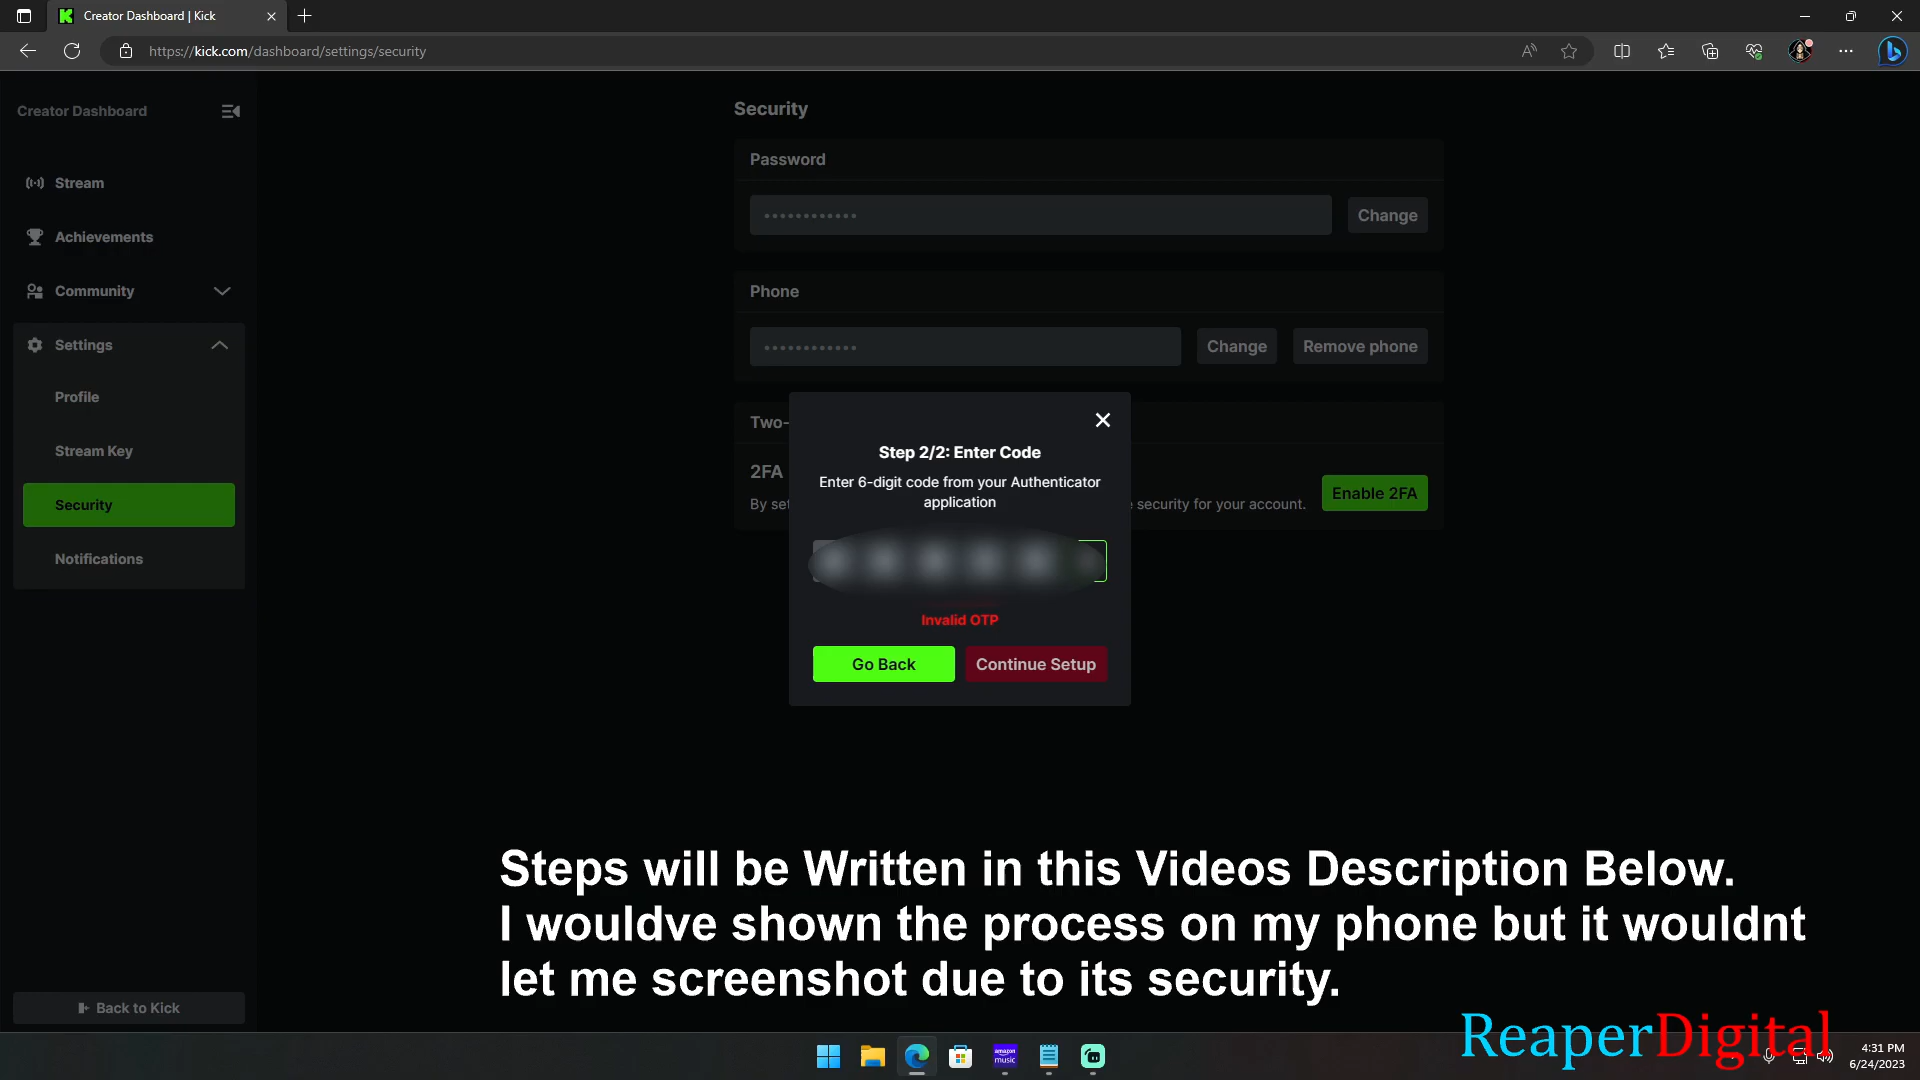 Creator Dashboard | Kick
https://kick.com/dashboard/settings/security
Creator Dashboard
Stream
Achievements
Community
Settings
Profile
Stream Key
Security
Notifications
Back to Kick
Security
Password
Change
Phone
Change
Remove phone
Two-
2FA
By set
security for your account.
Enable 2FA
Step 2/2: Enter Code
Enter 6-digit code from your Authenticator
application
Invalid OTP
Go Back
Continue Setup
Steps will be Written in this Videos Description Below.
I wouldve shown the process on my phone but it wouldnt
let me screenshot due to its security.
ReaperDigital
amazon
music
4:31 PM
6/24/2023